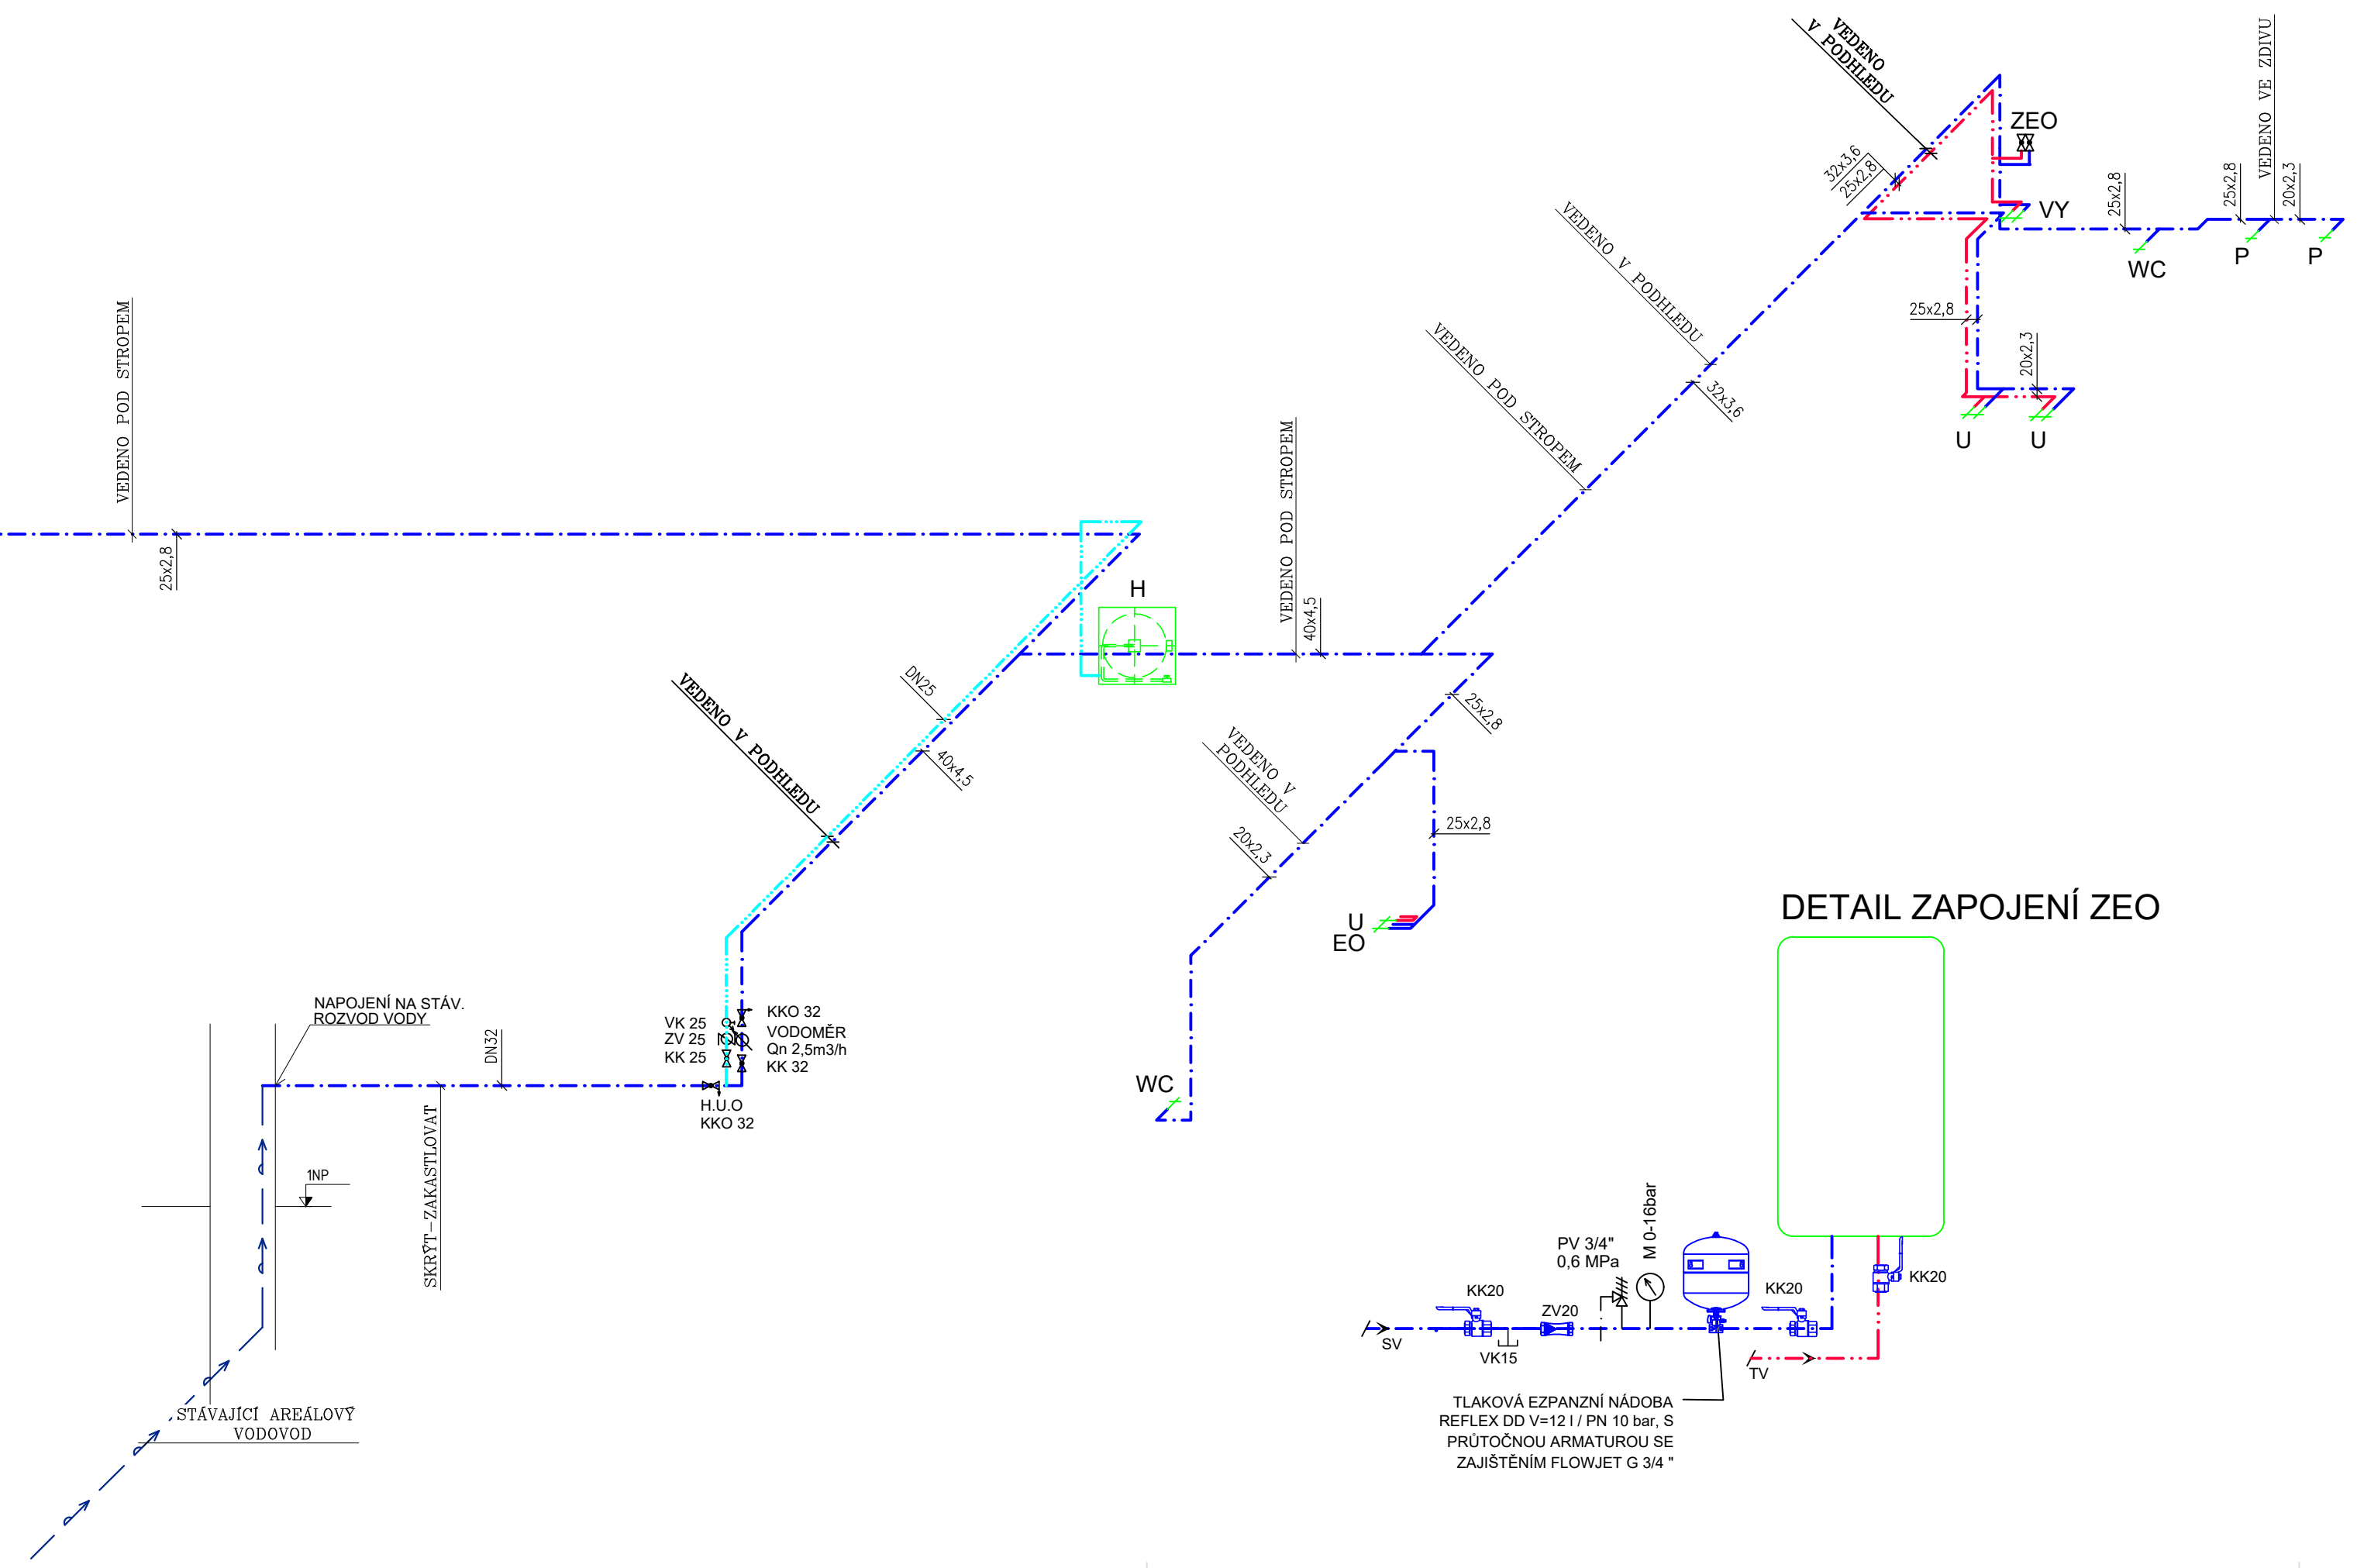 VEDENO
V PODHLEDU
VEDENO VE ZDIVU
ZEO
32x3,6
25x2,8
25x2,8
25x2,8
20x2,3
VY
WC
P
P
VEDENO V PODHLEDU
25x2,8
20x2,3
U
U
VEDENO POD STROPEM
32x3,6
VEDENO POD STROPEM
25x2,8
H
VEDENO POD STROPEM
40x4,5
DN25
40x4,5
VEDENO V PODHLEDU
25x2,8
VEDENO V
PODHLEDU
20x2,3
25x2,8
U
EO
WC
DETAIL ZAPOJENÍ ZEO
NAPOJENÍ NA STÁV.
ROZVOD VODY
DN32
VK 25
ZV 25
KK 25
KKO 32
VODOMĚR
Qn 2,5m3/h
KK 32
H.U.O
KKO 32
SKRÝT-ZAKASTLOVAT
1NP
STÁVAJÍCÍ AREÁLOVÝ
VODOVOD
PV 3/4"
0,6 MPa
M 0-16bar
KK20
ZV20
KK20
KK20
SV
VK15
TV
TLAKOVÁ EZPANZNÍ NÁDOBA
REFLEX DD V=12 l / PN 10 bar, S
PRŮTOČNOU ARMATUROU SE
ZAJIŠTĚNÍM FLOWJET G 3/4 "